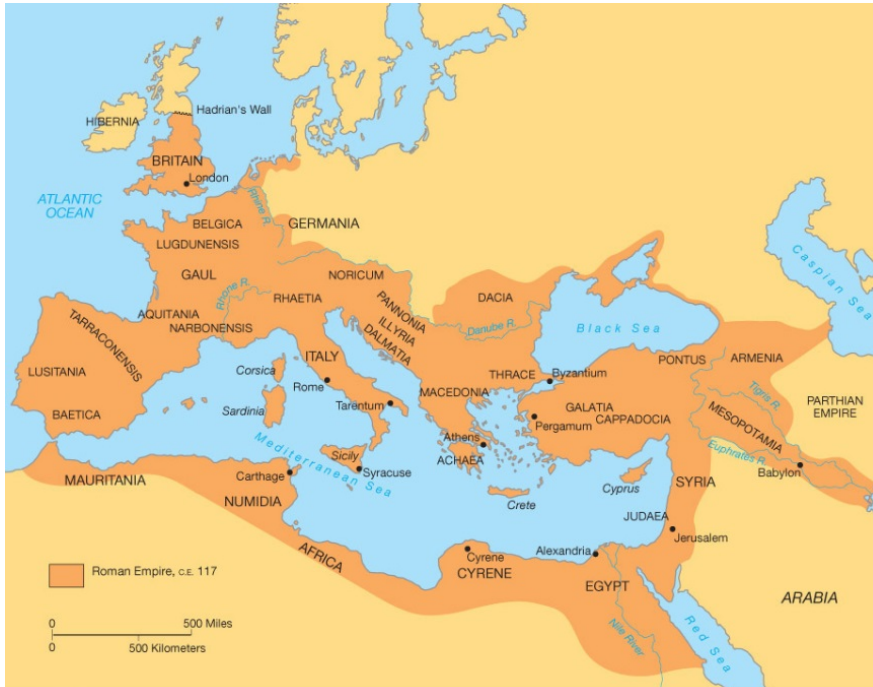 Hadrian's Wall
HIBERNIA
BRITAIN
London
ATLANTIC
OCEAN
Rhine R.
BELGICA
GERMANIA
LUGDUNENSIS
GAUL
NORICUM
Caspian Sea
Rhone R.
RHAETIA
PANNONIA
DACIA
AQUITANIA
ILLYRIA
Danube R.
Black Sea
TARRACONENSIS
NARBONENSIS
DALMATIA
ITALY
PONTUS
ARMENIA
Corsica
THRACE
Byzantium
LUSITANIA
Rome
MACEDONIA
Tigris R.
PARTHIAN
EMPIRE
BAETICA
Sardinia
Tarentum
GALATIA
CAPPADOCIA
MESOPOTAMIA
Pergamum
Mediterranean Sea
Athens
Euphrates R.
Sicily
ACHAEA
Babylon
MAURITANIA
Carthage
Syracuse
SYRIA
NUMIDIA
Crete
Cyprus
JUDAEA
Jerusalem
AFRICA
Cyrene
Alexandria
CYRENE
EGYPT
ARABIA
Roman Empire, C.E. 117
Nile River
Red Sea
0 500 Miles
0 500 Kilometers